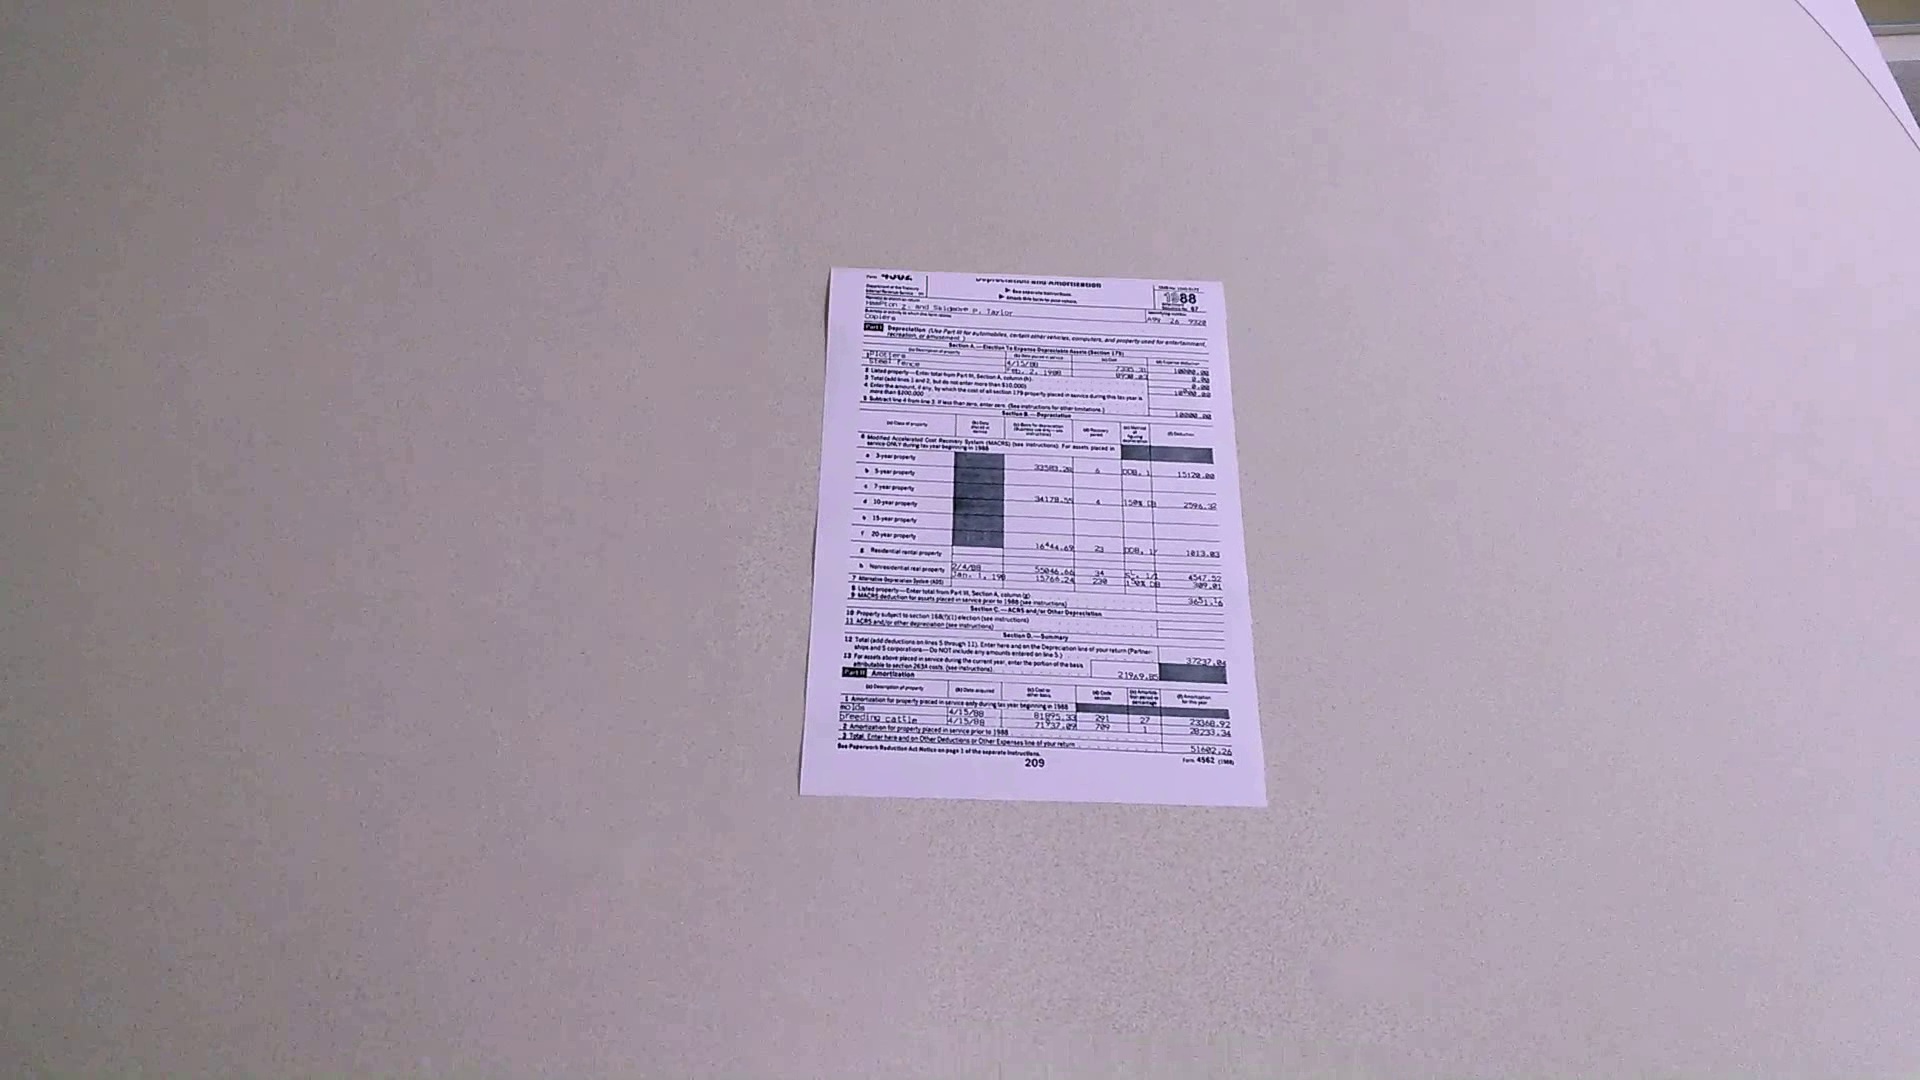 Form 4562
Depreciation and Amortization
Department of the Treasury
Internal Revenue Service
► See separate instructions.
► Attach this form to your return.
1988
67
Name(s) as shown on return
Identifying number
Hampton Z. and Skidmore P. Taylor
Business or activity to which this form relates
Copiers
Part I Depreciation (Use Part III for automobiles, certain other vehicles, computers, and property used for entertainment,
recreation, or amusement.)
Section A.—Election To Expense Depreciable Assets (Section 179)
(a) Description of property (b) Date placed in service (c) Cost (d) Expense deduction
1 Plotters 4/15/88 10000.00
Steel fence 0.00
2 Listed property—Enter total from Part III, Section A, column (h) 0.00
3 Total (add lines 1 and 2, but do not enter more than $10,000) 10000.00
4 Enter the amount, if any, by which the cost of all section 179 property placed in service during this tax year is
more than $200,000
5 Subtract line 4 from line 3. If less than zero, enter zero. (See instructions for other limitations.) 10000.00
Section B.—Depreciation
(a) Class of property (b) Date placed in service (c) Basis for depreciation (Business use only—see instructions) (d) Recovery period (e) Method of figuring depreciation (f) Deduction
6 Modified Accelerated Cost Recovery System (MACRS) (see instructions): For assets placed in
service ONLY during tax year beginning in 1988
a 3-year property
b 5-year property 33583.28 6 DDB, 1 15120.00
c 7-year property
d 10-year property 34178.55 4 150% DB 2596.32
e 15-year property
f 20-year property
g Residential rental property 16444.69 23 DDB, 1/ 1013.03
h Nonresidential real property 2/4/88 55046.66 34 SL, 1/2 4547.52
7 Alternative Depreciation System (ADS) Jan. 1, 198 15766.24 230 150% DB 309.01
8 Listed property—Enter total from Part III, Section A, column (g) 3651.16
9 MACRS deduction for assets placed in service prior to 1988 (see instructions)
Section C.—ACRS and/or Other Depreciation
10 Property subject to section 168(f)(1) election (see instructions)
11 ACRS and/or other depreciation (see instructions)
Section D.—Summary
12 Total (add deductions on lines 5 through 11). Enter here and on the Depreciation line of your return (Partner-
ships and S corporations—Do NOT include any amounts entered on line 5.) 37237.04
13 For assets above placed in service during the current year, enter the portion of the basis
attributable to section 263A costs. (see instructions) 21969.85
Part II Amortization
(a) Description of property (b) Date acquired (c) Cost or other basis (d) Code section (e) Amortization period or percentage (f) Amortization for this year
1 Amortization for property placed in service only during tax year beginning in 1988
molds 4/15/88 81895.33 291 27 23368.92
breeding cattle 4/15/88 71937.09 709 1 28233.34
2 Amortization for property placed in service prior to 1988
3 Total. Enter here and on Other Deductions or Other Expenses line of your return 51602.26
See Paperwork Reduction Act Notice on page 1 of the separate instructions. Form 4562 (1988)
209